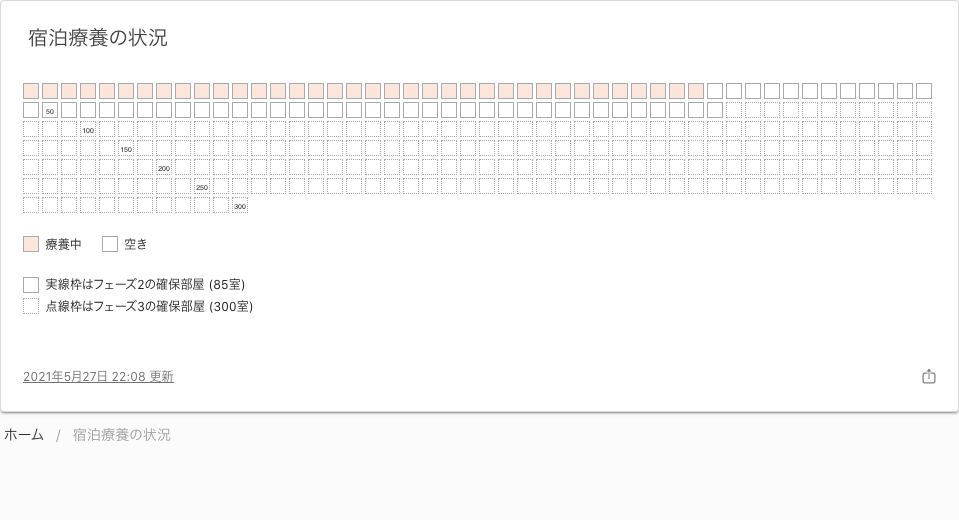 宿泊療養の状況
50
100
150
200
250
300
療養中 空き
実線枠はフェーズ2の確保部屋 (85室)
点線枠はフェーズ3の確保部屋 (300室)
2021年5月27日 22:08 更新
ホーム / 宿泊療養の状況